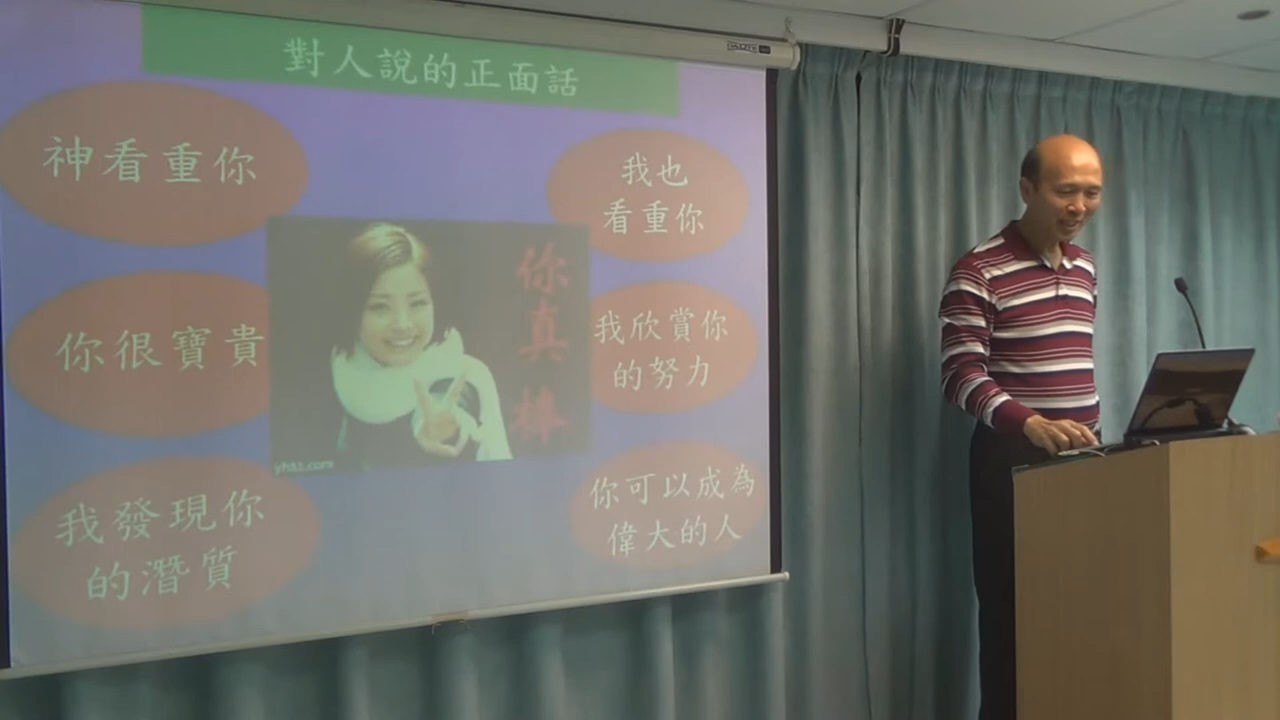 對人說的正面話
神看重你
我也
看重你
你很寶貴
你真棒
我欣賞你
的努力
我發現你
的潛質
你可以成為
偉大的人
yhk1.com